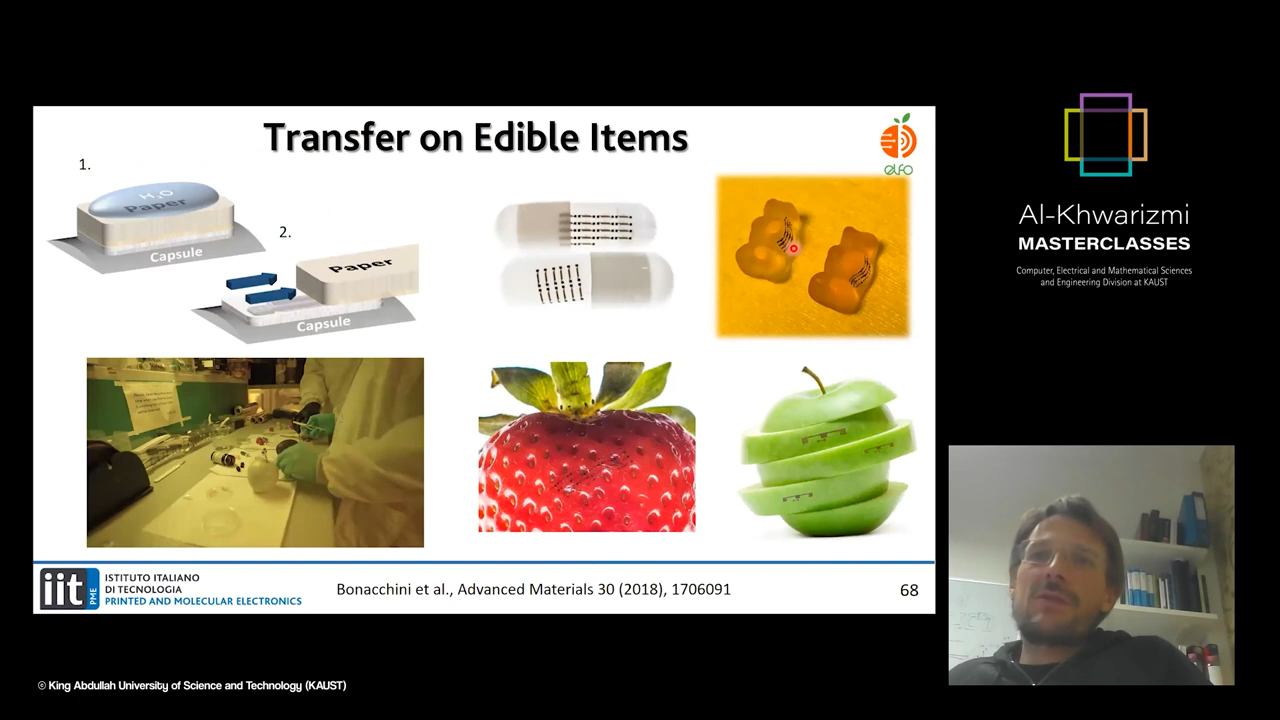 Transfer on Edible Items
elfo
1.
H₂O
Paper
Capsule
2.
Paper
Capsule
iit
PME
ISTITUTO ITALIANO
DI TECNOLOGIA
PRINTED AND MOLECULAR ELECTRONICS
Bonacchini et al., Advanced Materials 30 (2018), 1706091
68
Al-Khwarizmi
MASTERCLASSES
Computer, Electrical and Mathematical Sciences
and Engineering Division at KAUST
© King Abdullah University of Science and Technology (KAUST)